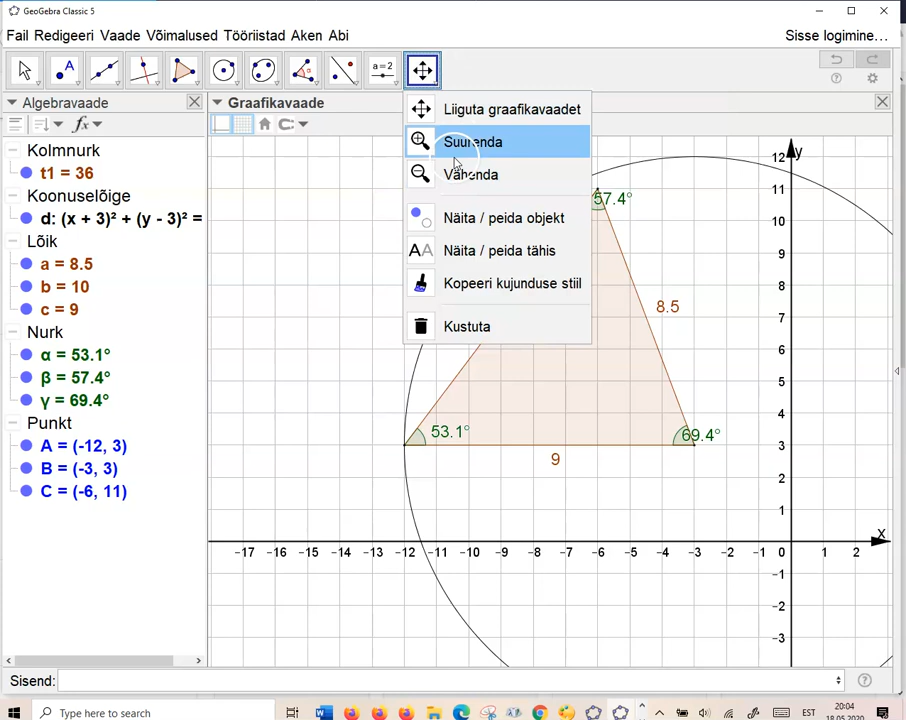 GeoGebra Classic 5
Fail Redigeeri Vaade Võimalused Tööriistad Aken Abi
Sisse logimine...
a=2
Algebravaade
Graafikavaade
Liiguta graafikavaadet
Suurenda
Vähenda
Näita / peida objekt
AA Näita / peida tähis
Kopeeri kujunduse stiil
Kustuta
f(x)
Kolmnurk
t1 = 36
Koonuselõige
d: (x + 3)² + (y - 3)² =
Lõik
a = 8.5
b = 10
c = 9
Nurk
α = 53.1°
β = 57.4°
γ = 69.4°
Punkt
A = (-12, 3)
B = (-3, 3)
C = (-6, 11)
y
12
11
10
9
8
7
6
5
4
3
2
1
57.4°
8.5
53.1°
69.4°
9
x
-17 -16 -15 -14 -13 -12 -11 -10 -9 -8 -7 -6 -5 -4 -3 -2 -1 0 1 2
-1
-2
-3
Sisend:
Type here to search
EST
20:04
18.05.2020